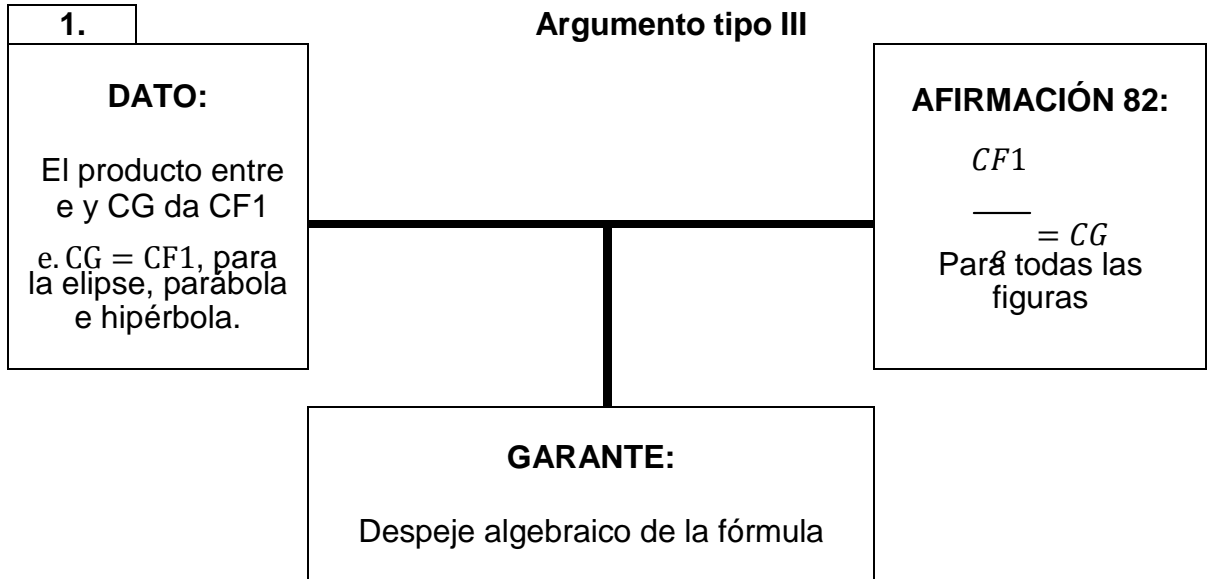 1.
Argumento tipo III
DATO:
El producto entre
e y CG da CF1
e. CG = CF1, para
la elipse, parábola
e hipérbola.
AFIRMACIÓN 82:
CF1
e
= CG
Para todas las
figuras
GARANTE:
Despeje algebraico de la fórmula